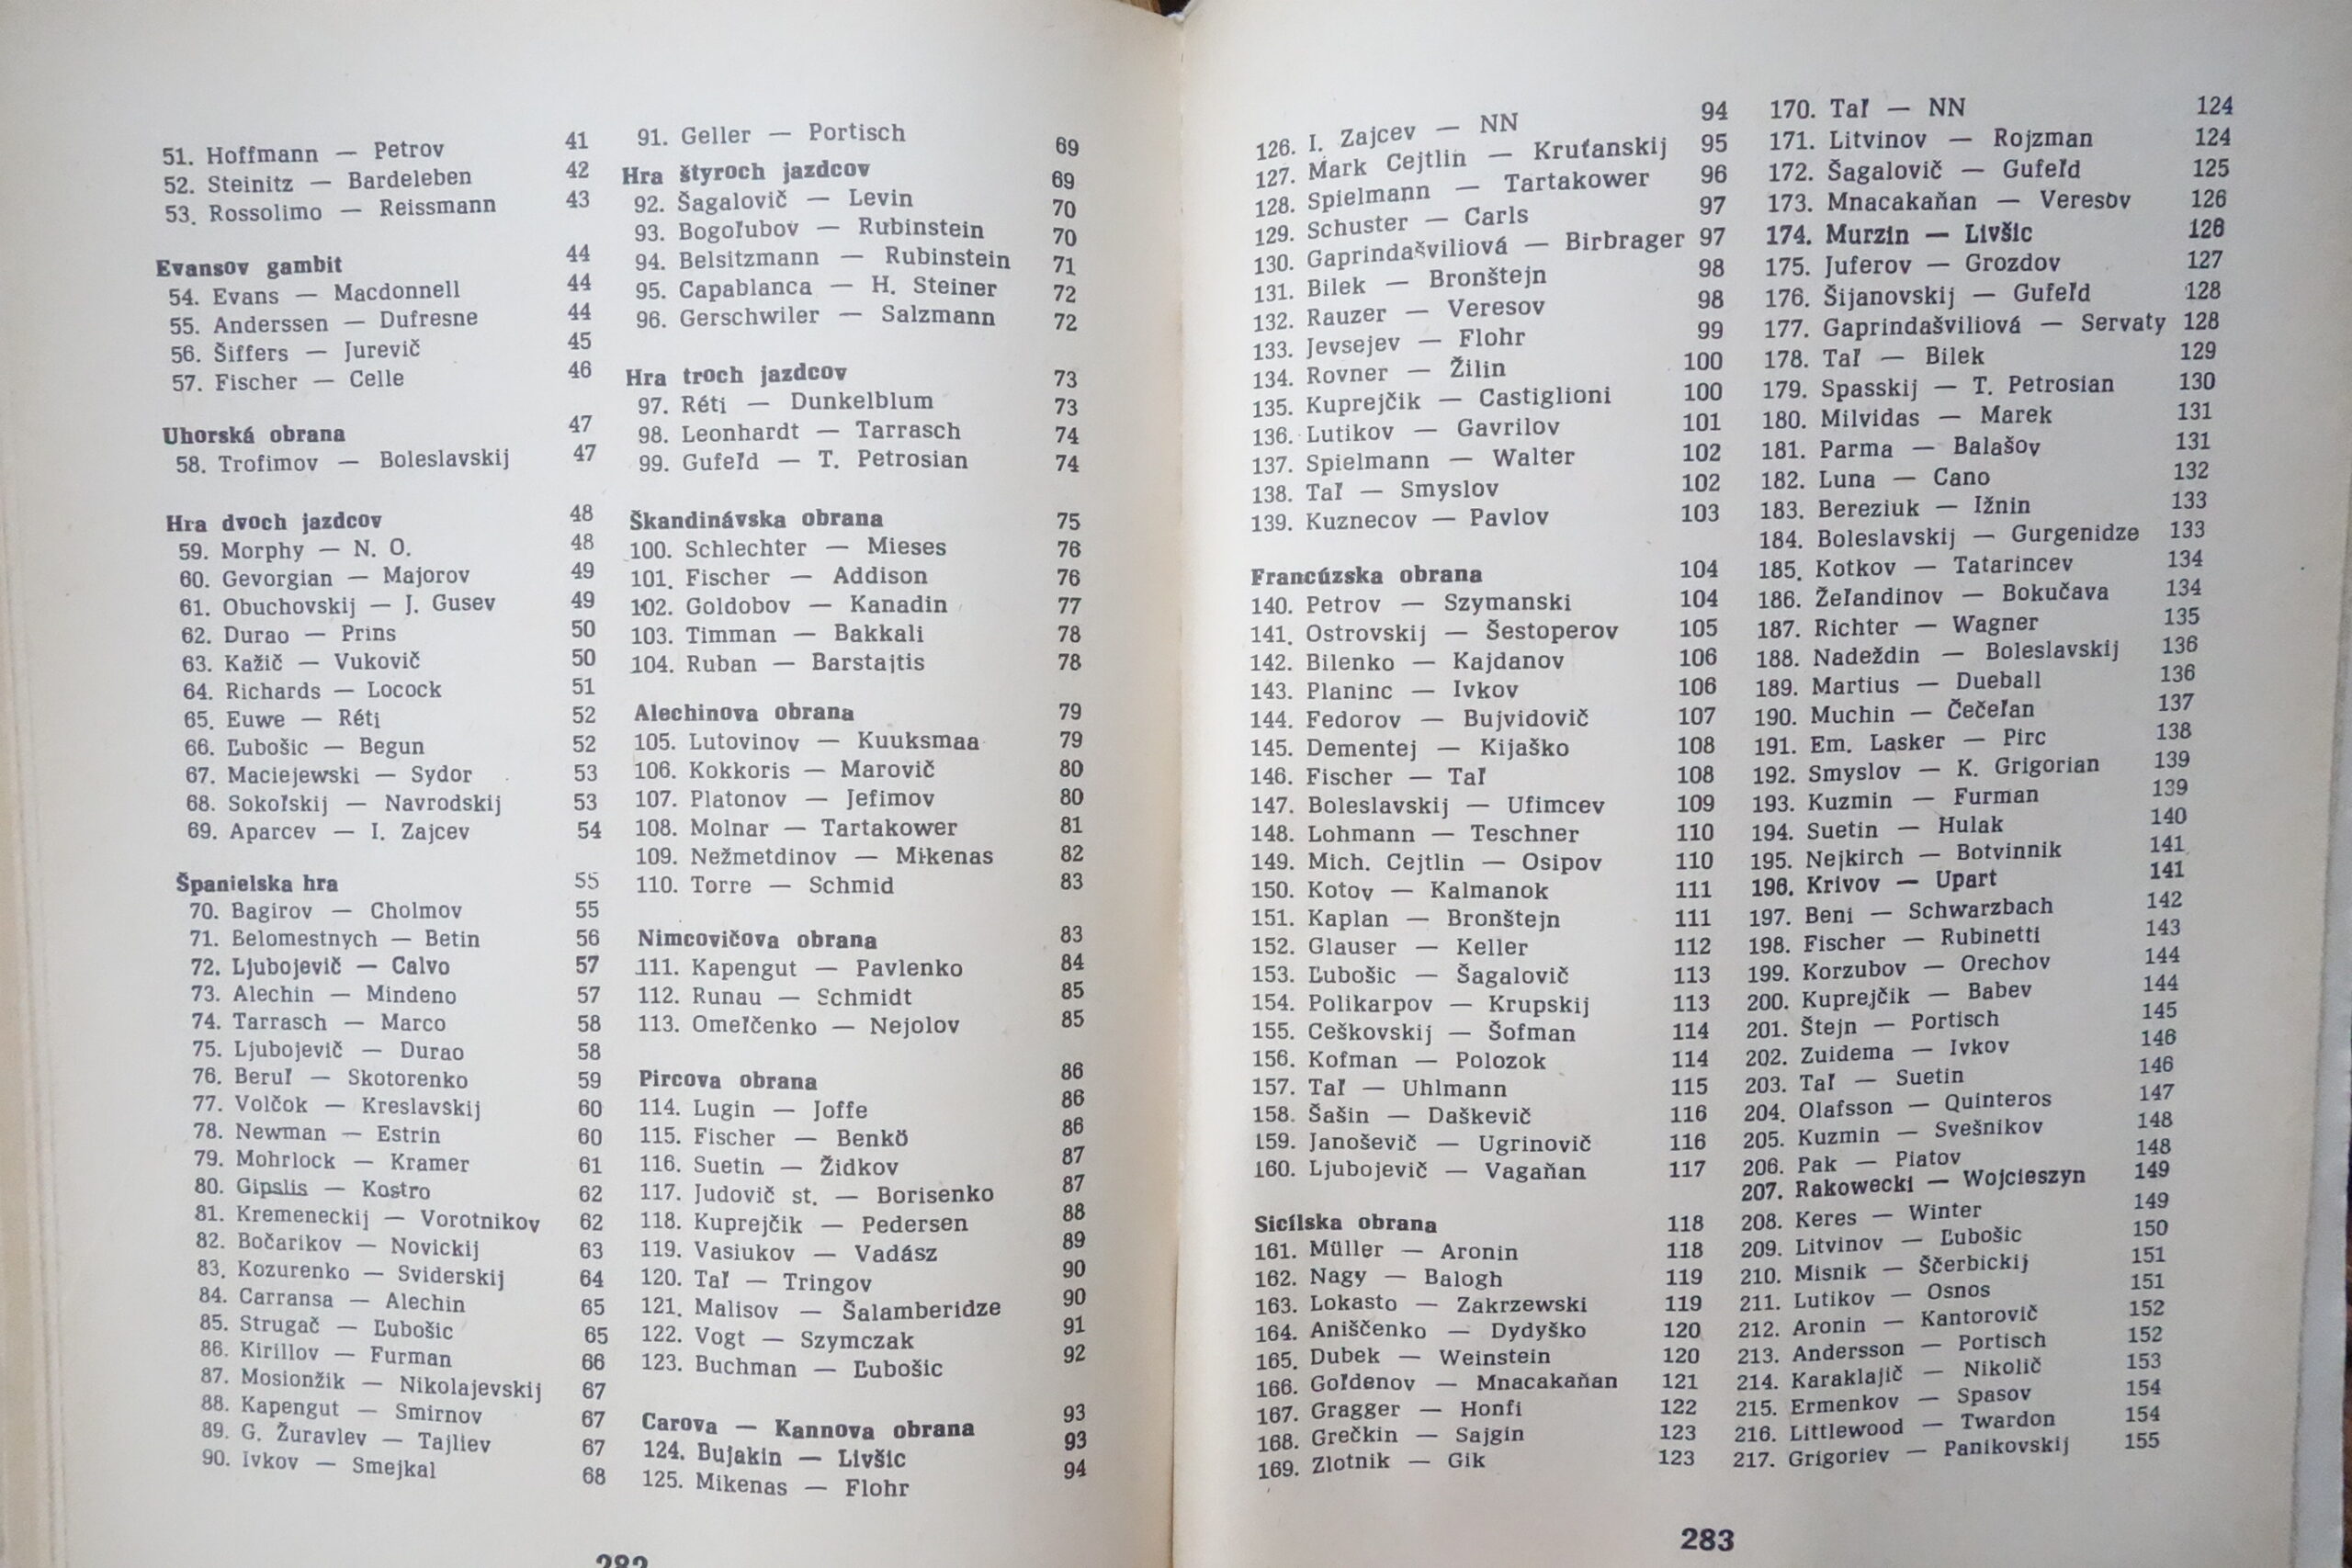 51. Hoffmann — Petrov 41
52. Steinitz — Bardeleben 42
53. Rossolimo — Reissmann 43
Evansov gambit 44
54. Evans — Macdonnell 44
55. Anderssen — Dufresne 44
56. Šiffers — Jurevič 45
57. Fischer — Celle 46
Uhorská obrana 47
58. Trofimov — Boleslavskij 47
Hra dvoch jazdcov 48
59. Morphy — N. O. 48
60. Gevorgian — Majorov 49
61. Obuchovskij — J. Gusev 49
62. Durao — Prins 50
63. Kažič — Vukovič 50
64. Richards — Locock 51
65. Euwe — Réti 52
66. Ľubošic — Begun 52
67. Maciejewski — Sydor 53
68. Sokoľskij — Navrodskij 53
69. Aparcev — I. Zajcev 54
Španielska hra 55
70. Bagirov — Cholmov 55
71. Belomestnych — Betin 56
72. Ljubojevič — Calvo 57
73. Alechin — Mindeno 57
74. Tarrasch — Marco 58
75. Ljubojevič — Durao 58
76. Beruľ — Skotorenko 59
77. Volčok — Kreslavskij 60
78. Newman — Estrin 60
79. Mohrlock — Kramer 61
80. Gipslis — Kostro 62
81. Kremeneckij — Vorotnikov 62
82. Bočarikov — Novickij 63
83. Kozurenko — Sviderskij 64
84. Carransa — Alechin 65
85. Strugač — Ľubošic 65
86. Kirillov — Furman 66
87. Mosionžik — Nikolajevskij 67
88. Kapengut — Smirnov 67
89. G. Žuravlev — Tajliev 67
90. Ivkov — Smejkal 68
91. Geller — Portisch 69
Hra štyroch jazdcov 69
92. Šagalovič — Levin 70
93. Bogoľubov — Rubinstein 70
94. Belsitzmann — Rubinstein 71
95. Capablanca — H. Steiner 72
96. Gerschwiler — Salzmann 72
Hra troch jazdcov 73
97. Réti — Dunkelblum 73
98. Leonhardt — Tarrasch 74
99. Gufeľd — T. Petrosian 74
Škandinávska obrana 75
100. Schlechter — Mieses 76
101. Fischer — Addison 76
102. Goldobov — Kanadin 77
103. Timman — Bakkali 78
104. Ruban — Barstajtis 78
Alechinova obrana 79
105. Lutovinov — Kuuksmaa 79
106. Kokkoris — Marovič 80
107. Platonov — Jefimov 80
108. Molnar — Tartakower 81
109. Nežmetdinov — Mikenas 82
110. Torre — Schmid 83
Nimcovičova obrana 83
111. Kapengut — Pavlenko 84
112. Runau — Schmidt 85
113. Omeľčenko — Nejolov 85
Pircova obrana 86
114. Lugin — Joffe 86
115. Fischer — Benkö 86
116. Suetin — Židkov 87
117. Judovič st. — Borisenko 87
118. Kuprejčik — Pedersen 88
119. Vasiukov — Vadász 89
120. Taľ — Tringov 90
121. Malisov — Šalamberidze 90
122. Vogt — Szymczak 91
123. Buchman — Ľubošic 92
Carova — Kannova obrana 93
124. Bujakin — Livšic 93
125. Mikenas — Flohr 94
282
126. I. Zajcev — NN 94
127. Mark Cejtlin — Kruťanskij 95
128. Spielmann — Tartakower 96
129. Schuster — Carls 97
130. Gaprindašviliová — Birbrager 97
131. Bilek — Bronštejn 98
132. Rauzer — Veresov 98
133. Jevsejev — Flohr 99
134. Rovner — Žilin 100
135. Kuprejčik — Castiglioni 100
136. Lutikov — Gavrilov 101
137. Spielmann — Walter 102
138. Taľ — Smyslov 102
139. Kuznecov — Pavlov 103
Francúzska obrana 104
140. Petrov — Szymanski 104
141. Ostrovskij — Šestoperov 105
142. Bilenko — Kajdanov 106
143. Planinc — Ivkov 106
144. Fedorov — Bujvidovič 107
145. Dementej — Kijaško 108
146. Fischer — Taľ 108
147. Boleslavskij — Ufimcev 109
148. Lohmann — Teschner 110
149. Mich. Cejtlin — Osipov 110
150. Kotov — Kalmanok 111
151. Kaplan — Bronštejn 111
152. Glauser — Keller 112
153. Ľubošic — Šagalovič 113
154. Polikarpov — Krupskij 113
155. Ceškovskij — Šofman 114
156. Kofman — Polozok 114
157. Taľ — Uhlmann 115
158. Šašin — Daškevič 116
159. Janoševič — Ugrinovič 116
160. Ljubojevič — Vagaňan 117
Sicílska obrana 118
161. Müller — Aronin 118
162. Nagy — Balogh 119
163. Lokasto — Zakrzewski 119
164. Aniščenko — Dydyško 120
165. Dubek — Weinstein 120
166. Goľdenov — Mnacakaňan 121
167. Gragger — Honfi 122
168. Grečkin — Sajgin 123
169. Zlotnik — Gik 123
170. Taľ — NN 124
171. Litvinov — Rojzman 124
172. Šagalovič — Gufeľd 125
173. Mnacakaňan — Veresov 126
174. Murzin — Livšic 126
175. Juferov — Grozdov 127
176. Šijanovskij — Gufeľd 128
177. Gaprindašviliová — Servaty 128
178. Taľ — Bilek 129
179. Spasskij — T. Petrosian 130
180. Milvidas — Marek 131
181. Parma — Balašov 131
182. Luna — Cano 132
183. Bereziuk — Ižnin 133
184. Boleslavskij — Gurgenidze 133
185. Kotkov — Tatarincev 134
186. Žeľandinov — Bokučava 134
187. Richter — Wagner 135
188. Nadeždin — Boleslavskij 136
189. Martius — Dueball 136
190. Muchin — Čečeľan 137
191. Em. Lasker — Pirc 138
192. Smyslov — K. Grigorian 139
193. Kuzmin — Furman 139
194. Suetin — Hulak 140
195. Nejkirch — Botvinnik 141
196. Krivov — Upart 141
197. Beni — Schwarzbach 142
198. Fischer — Rubinetti 143
199. Korzubov — Orechov 144
200. Kuprejčik — Babev 144
201. Štejn — Portisch 145
202. Zuidema — Ivkov 146
203. Taľ — Suetin 146
204. Olafsson — Quinteros 147
205. Kuzmin — Svešnikov 148
206. Pak — Piatov 148
207. Rakowecki — Wojcieszyn 149
208. Keres — Winter 149
209. Litvinov — Ľubošic 150
210. Misnik — Ščerbickij 151
211. Lutikov — Osnos 151
212. Aronin — Kantorovič 152
213. Andersson — Portisch 152
214. Karaklajič — Nikolič 153
215. Ermenkov — Spasov 154
216. Littlewood — Twardon 154
217. Grigoriev — Panikovskij 155
283